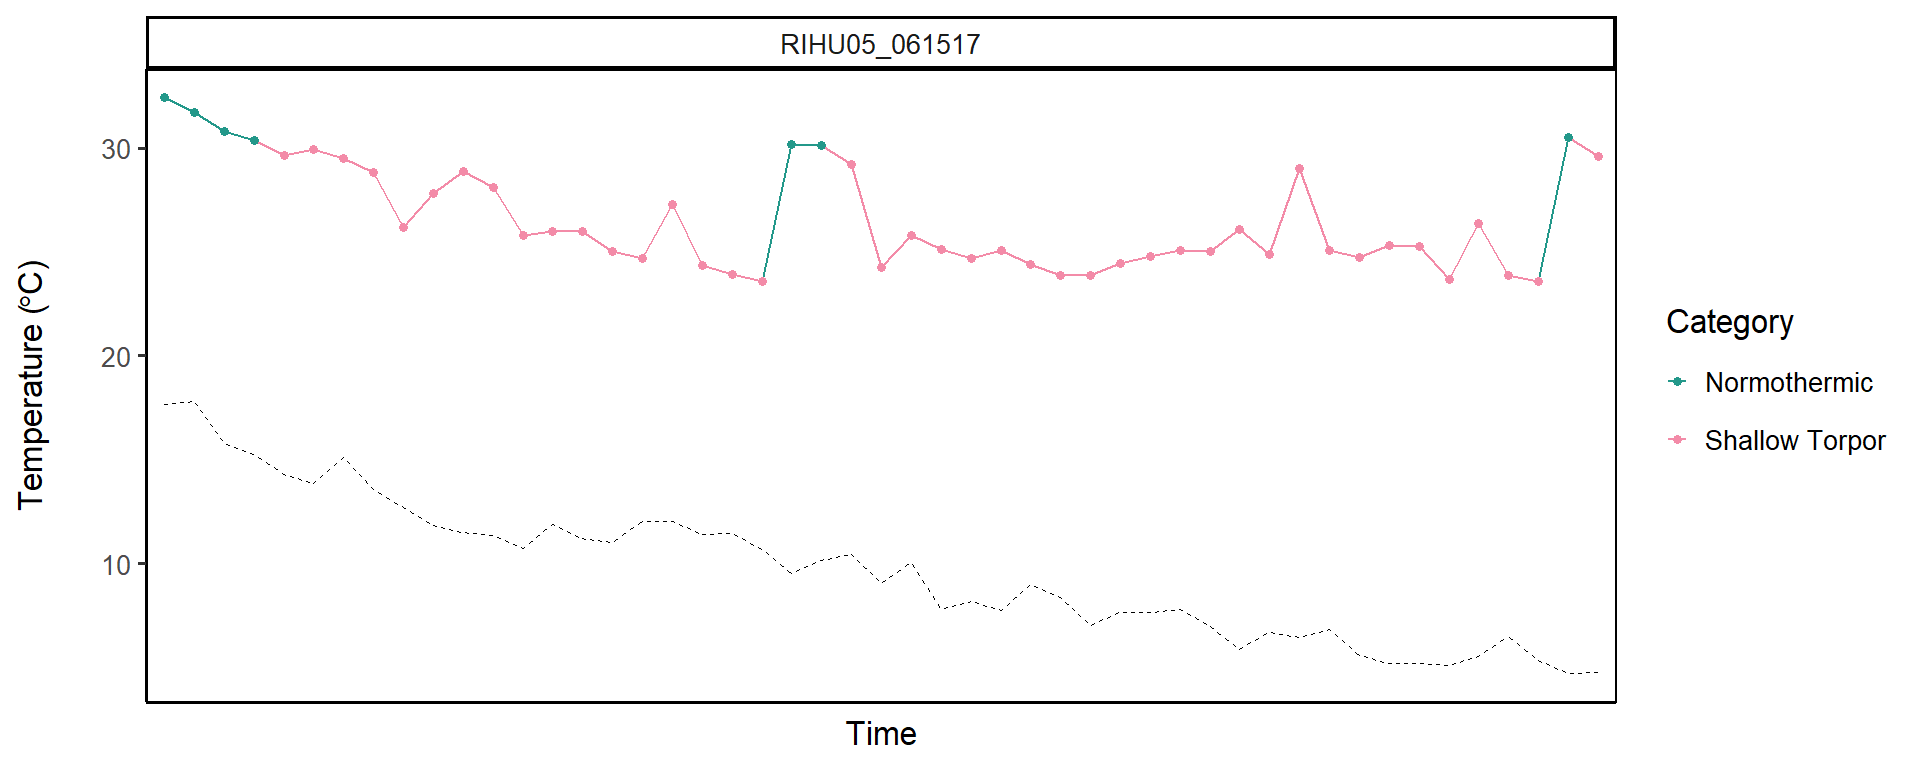 RIHU05_061517
30
20
10
Temperature (°C)
Time
Category
Normothermic
Shallow Torpor